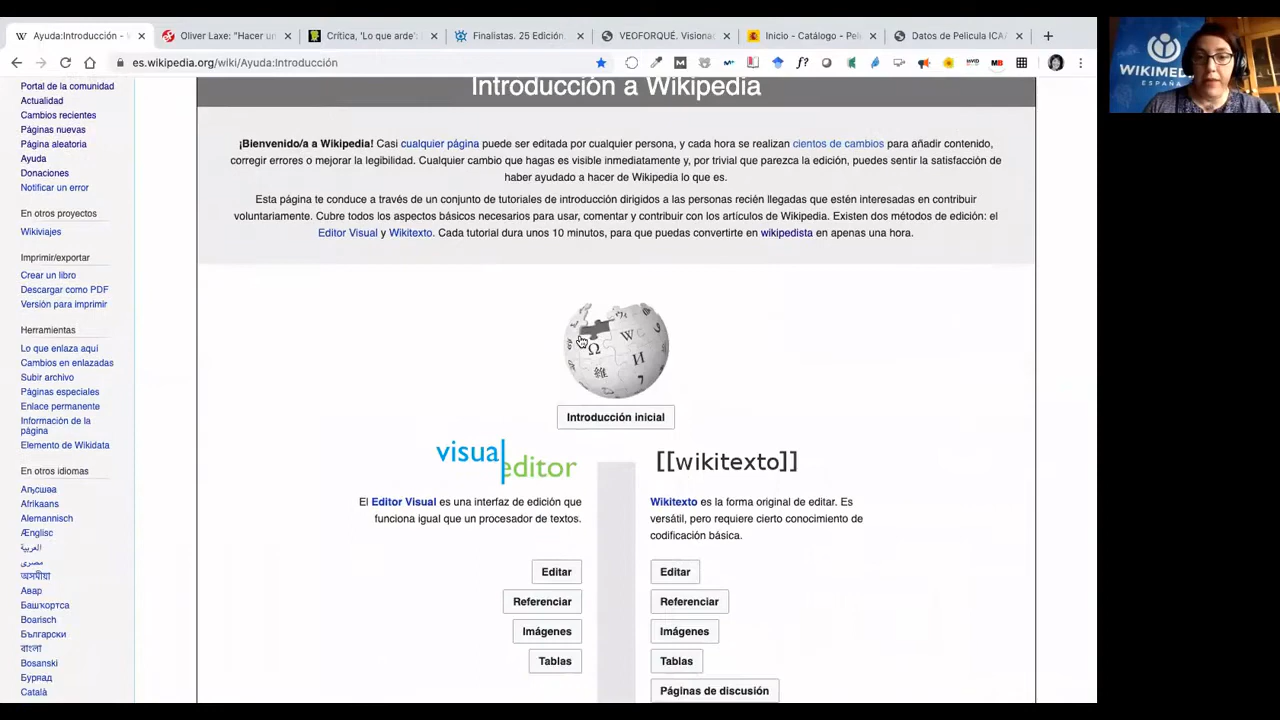 Ayuda:Introducción - W
Oliver Laxe: "Hacer un
Crítica, 'Lo que arde':
Finalistas. 25 Edición,
VEOFORQUÉ. Visionad
Inicio - Catálogo - Pelí
Datos de Película ICA
es.wikipedia.org/wiki/Ayuda:Introducción
WIKIMEDIA
ESPAÑA
Portal de la comunidad
Actualidad
Cambios recientes
Páginas nuevas
Página aleatoria
Ayuda
Donaciones
Notificar un error
En otros proyectos
Wikiviajes
Imprimir/exportar
Crear un libro
Descargar como PDF
Versión para imprimir
Herramientas
Lo que enlaza aquí
Cambios en enlazadas
Subir archivo
Páginas especiales
Enlace permanente
Información de la
página
Elemento de Wikidata
En otros idiomas
Аҧсшәа
Afrikaans
Alemannisch
Ænglisc
العربية
مصرى
অসমীয়া
Авар
Башҡортса
Boarisch
Български
বাংলা
Bosanski
Буряад
Català
Introducción a Wikipedia
¡Bienvenido/a a Wikipedia! Casi cualquier página puede ser editada por cualquier persona, y cada hora se realizan cientos de cambios para añadir contenido,
corregir errores o mejorar la legibilidad. Cualquier cambio que hagas es visible inmediatamente y, por trivial que parezca la edición, puedes sentir la satisfacción de
haber ayudado a hacer de Wikipedia lo que es.
Esta página te conduce a través de un conjunto de tutoriales de introducción dirigidos a las personas recién llegadas que estén interesadas en contribuir
voluntariamente. Cubre todos los aspectos básicos necesarios para usar, comentar y contribuir con los artículos de Wikipedia. Existen dos métodos de edición: el
Editor Visual y Wikitexto. Cada tutorial dura unos 10 minutos, para que puedas convertirte en wikipedista en apenas una hora.
Introducción inicial
visualeditor
El Editor Visual es una interfaz de edición que
funciona igual que un procesador de textos.
Editar
Referenciar
Imágenes
Tablas
[[wikitexto]]
Wikitexto es la forma original de editar. Es
versátil, pero requiere cierto conocimiento de
codificación básica.
Editar
Referenciar
Imágenes
Tablas
Páginas de discusión